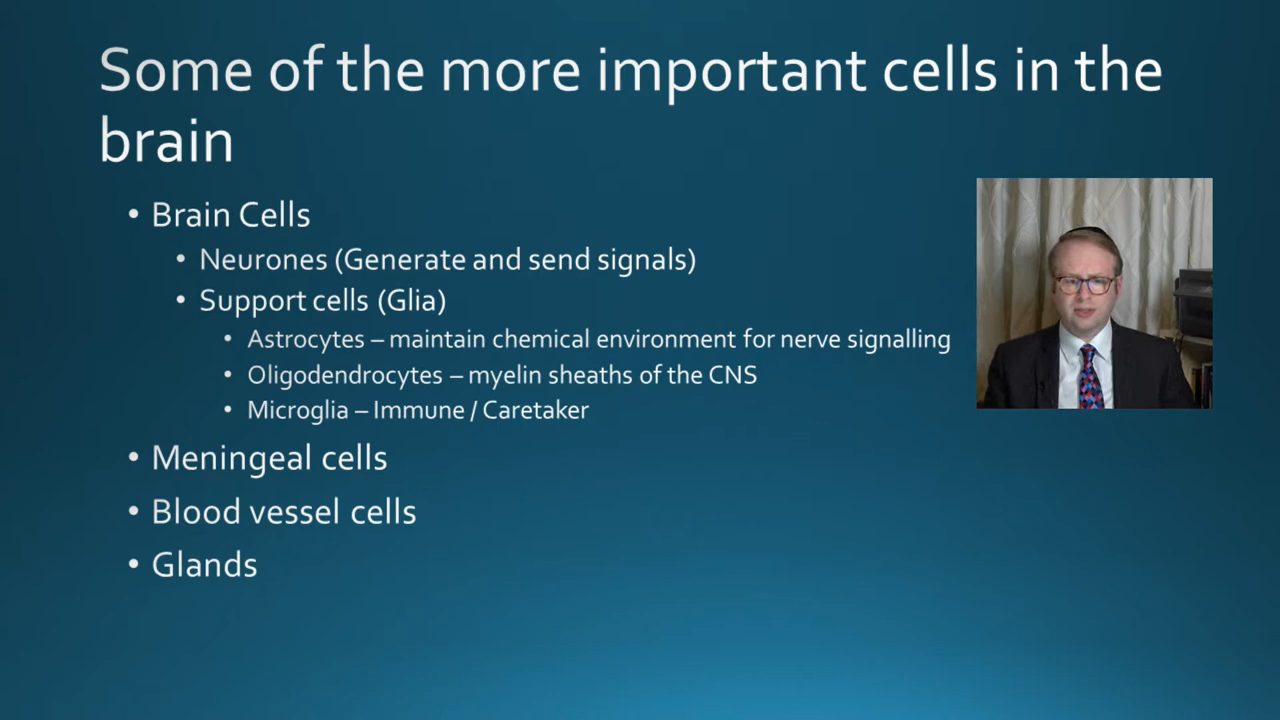 Some of the more important cells in the
brain
• Brain Cells
• Neurones (Generate and send signals)
• Support cells (Glia)
• Astrocytes – maintain chemical environment for nerve signalling
• Oligodendrocytes – myelin sheaths of the CNS
• Microglia – Immune / Caretaker
• Meningeal cells
• Blood vessel cells
• Glands